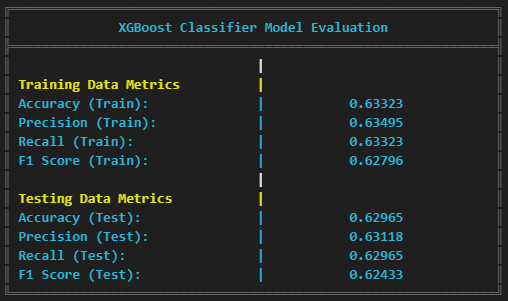 XGBoost Classifier Model Evaluation
Training Data Metrics |
Accuracy (Train): | 0.63323
Precision (Train): | 0.63495
Recall (Train): | 0.63323
F1 Score (Train): | 0.62796
Testing Data Metrics |
Accuracy (Test): | 0.62965
Precision (Test): | 0.63118
Recall (Test): | 0.62965
F1 Score (Test): | 0.62433